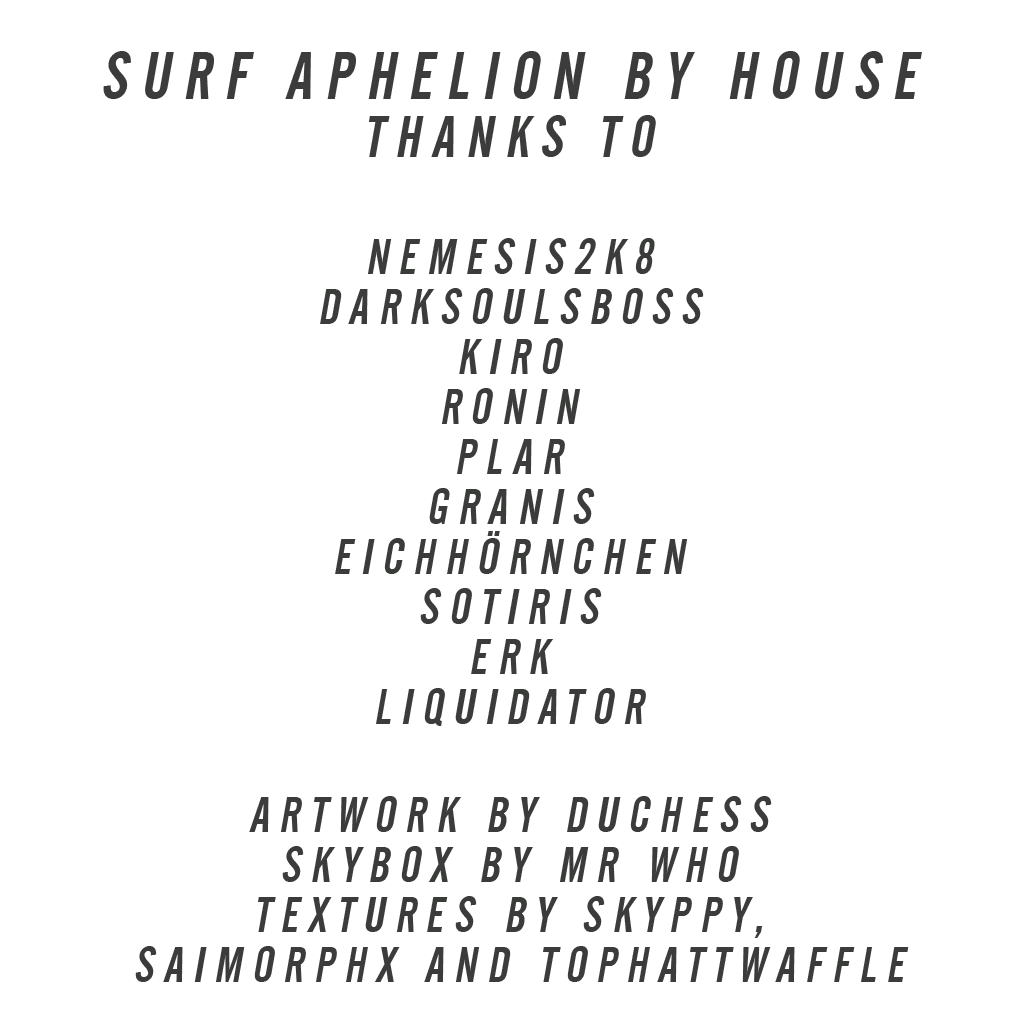 SURF APHELION BY HOUSE
THANKS TO
NEMESIS2K8
DARKSOULSBOSS
KIRO
RONIN
PLAR
GRANIS
EICHHÖRNCHEN
SOTIRIS
ERK
LIQUIDATOR
ARTWORK BY DUCHESS
SKYBOX BY MR WHO
TEXTURES BY SKYPPY,
SAIMORPHX AND TOPHATTWAFFLE